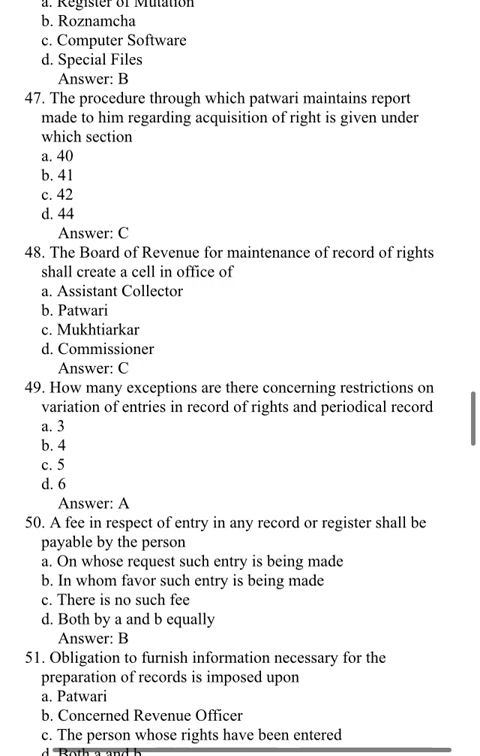 a. Register of Mutation
b. Roznamcha
c. Computer Software
d. Special Files
Answer: B
47. The procedure through which patwari maintains report
made to him regarding acquisition of right is given under
which section
a. 40
b. 41
c. 42
d. 44
Answer: C
48. The Board of Revenue for maintenance of record of rights
shall create a cell in office of
a. Assistant Collector
b. Patwari
c. Mukhtiarkar
d. Commissioner
Answer: C
49. How many exceptions are there concerning restrictions on
variation of entries in record of rights and periodical record
a. 3
b. 4
c. 5
d. 6
Answer: A
50. A fee in respect of entry in any record or register shall be
payable by the person
a. On whose request such entry is being made
b. In whom favor such entry is being made
c. There is no such fee
d. Both by a and b equally
Answer: B
51. Obligation to furnish information necessary for the
preparation of records is imposed upon
a. Patwari
b. Concerned Revenue Officer
c. The person whose rights have been entered
d. Both a and b